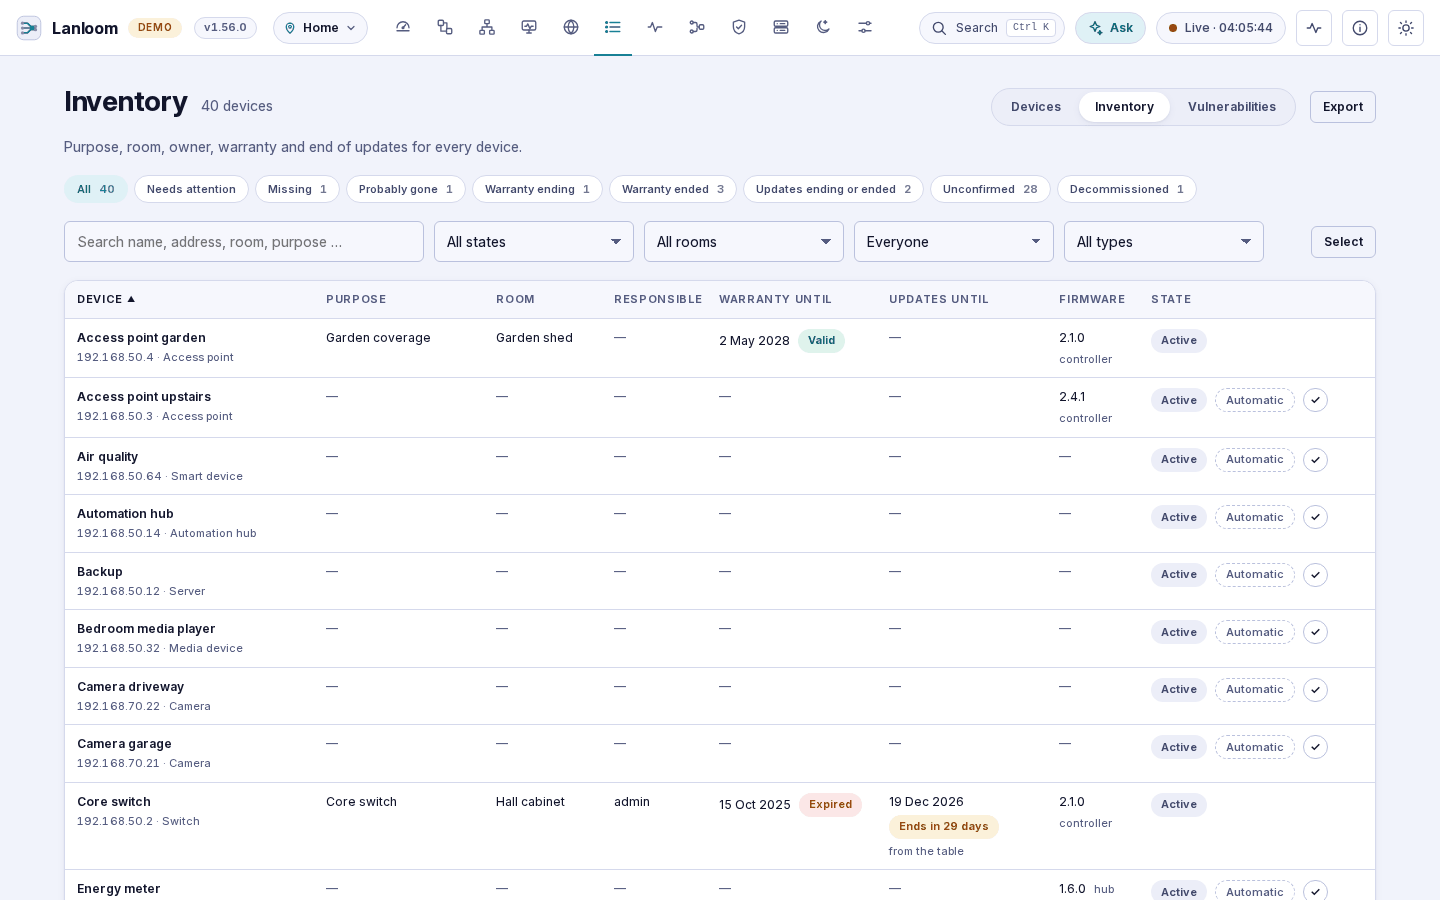 Lanloom DEMO v1.56.0 Home Search Ctrl K Ask Live · 04:05:44
Inventory 40 devices Devices Inventory Vulnerabilities Export
Purpose, room, owner, warranty and end of updates for every device.
All 40 Needs attention Missing 1 Probably gone 1 Warranty ending 1 Warranty ended 3 Updates ending or ended 2 Unconfirmed 28 Decommissioned 1
Search name, address, room, purpose … All states All rooms Everyone All types Select
DEVICE ▲ PURPOSE ROOM RESPONSIBLE WARRANTY UNTIL UPDATES UNTIL FIRMWARE STATE
Access point garden Garden coverage Garden shed — 2 May 2028 Valid — 2.1.0 Active
192.168.50.4 · Access point controller
Access point upstairs — — — — — 2.4.1 Active Automatic
192.168.50.3 · Access point controller
Air quality — — — — — — Active Automatic
192.168.50.64 · Smart device
Automation hub — — — — — — Active Automatic
192.168.50.14 · Automation hub
Backup — — — — — — Active Automatic
192.168.50.12 · Server
Bedroom media player — — — — — — Active Automatic
192.168.50.32 · Media device
Camera driveway — — — — — — Active Automatic
192.168.70.22 · Camera
Camera garage — — — — — — Active Automatic
192.168.70.21 · Camera
Core switch Core switch Hall cabinet admin 15 Oct 2025 Expired 19 Dec 2026 2.1.0 Active
192.168.50.2 · Switch Ends in 29 days controller
from the table
Energy meter — — — — — 1.6.0 hub Active Automatic